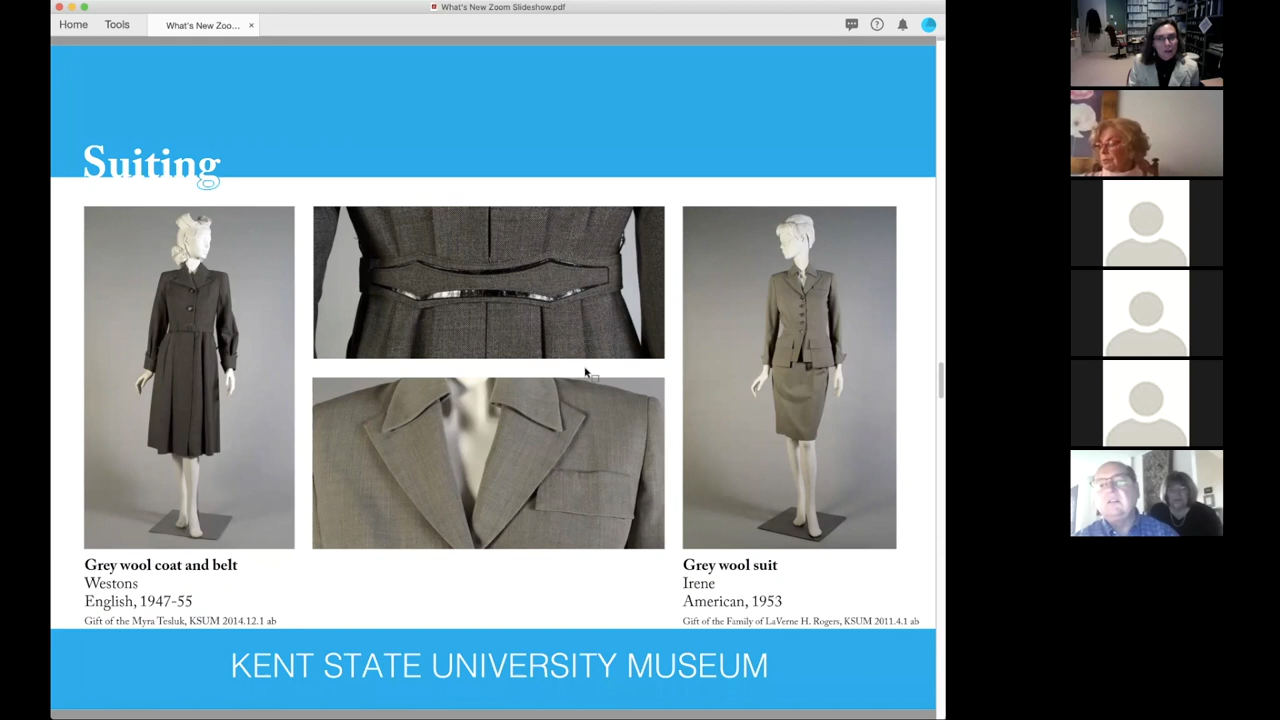 What's New Zoom Slideshow.pdf
Home Tools What's New Zoo... ×
Suiting
Grey wool coat and belt
Westons
English, 1947-55
Gift of the Myra Tesluk, KSUM 2014.12.1 ab
Grey wool suit
Irene
American, 1953
Gift of the Family of LaVerne H. Rogers, KSUM 2011.4.1 ab
KENT STATE UNIVERSITY MUSEUM